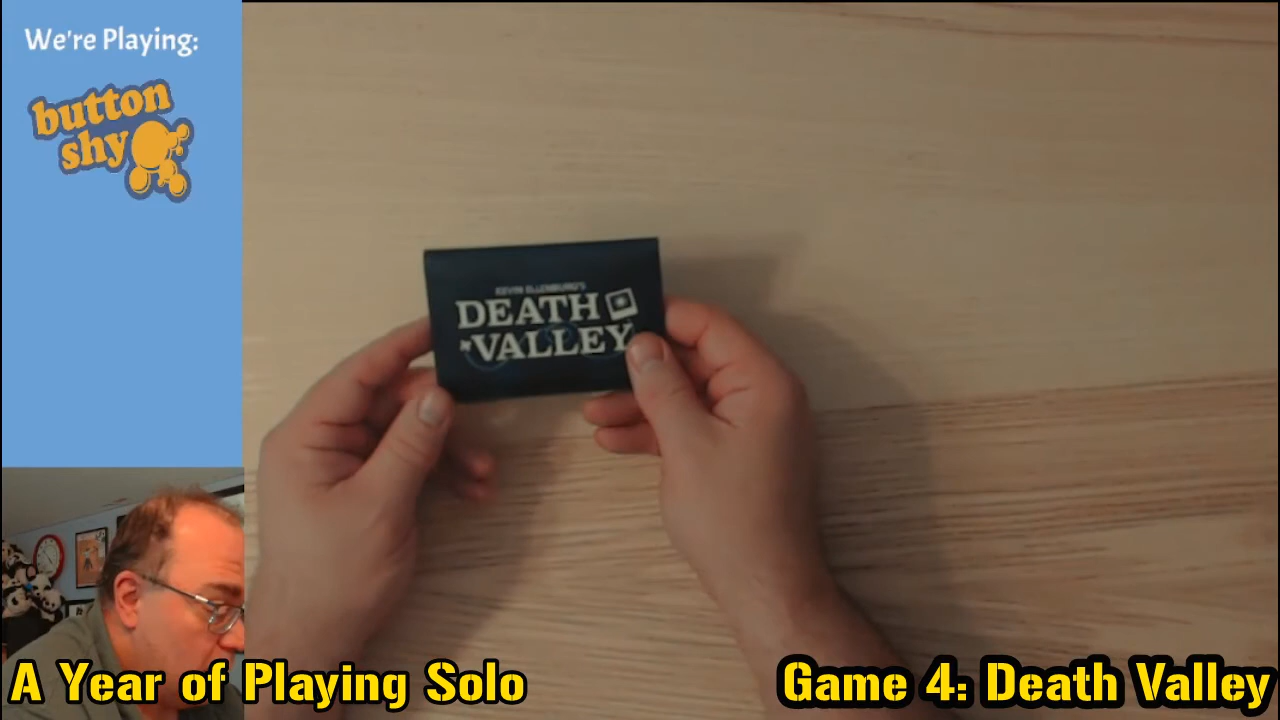 We're Playing:
button
shy
KEVIN ELLENBURG'S
DEATH
VALLEY
A Year of Playing Solo
Game 4: Death Valley